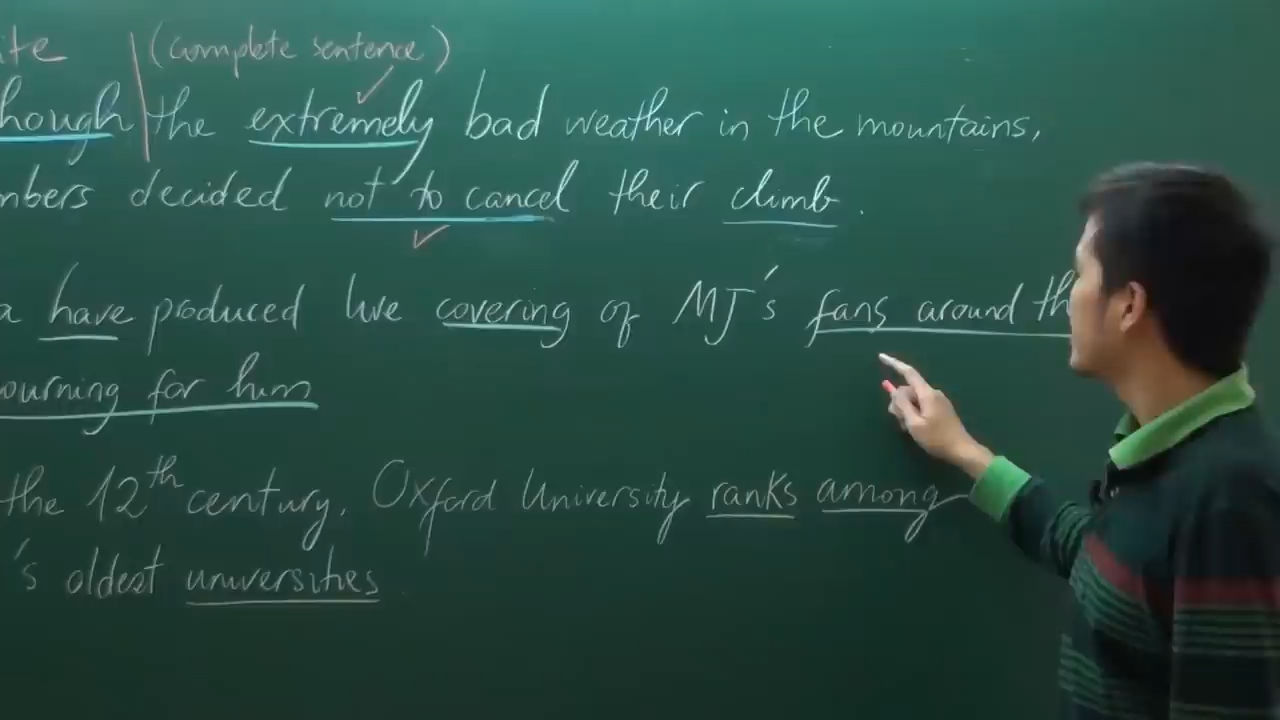 ite (complete sentence)
hough the extremely bad weather in the mountains,
mbers decided not to cancel their climb.
a have produced live covering of MJ's fans around th
ourning for him
the 12th century, Oxford University ranks among
's oldest universities